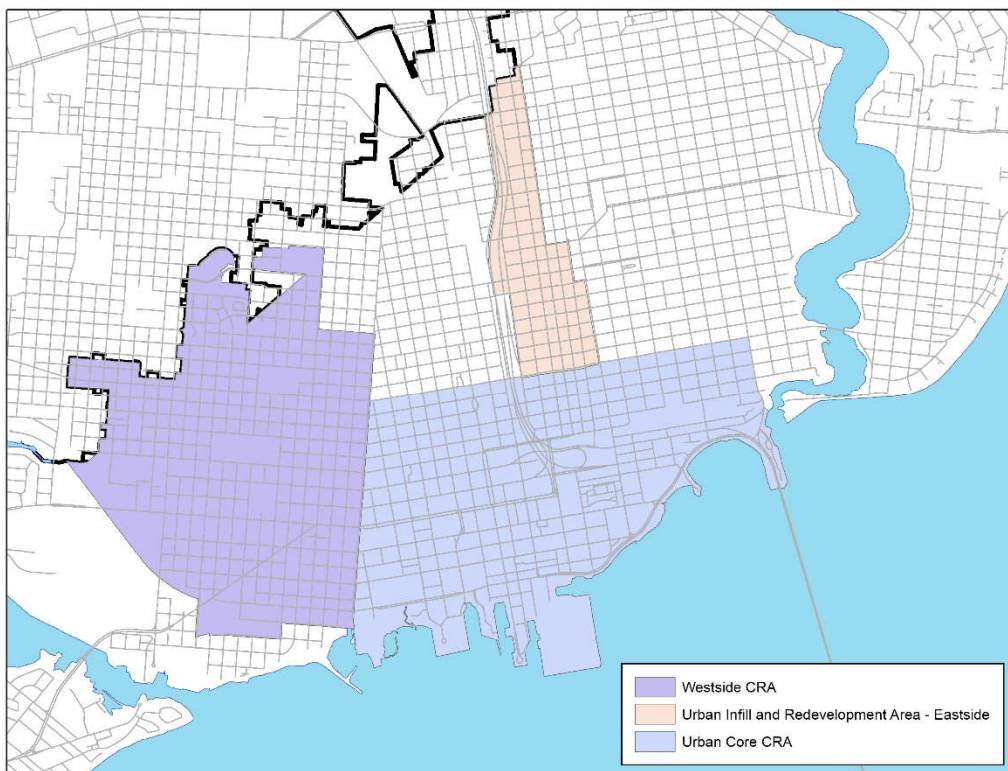 Westside CRA
Urban Infill and Redevelopment Area - Eastside
Urban Core CRA